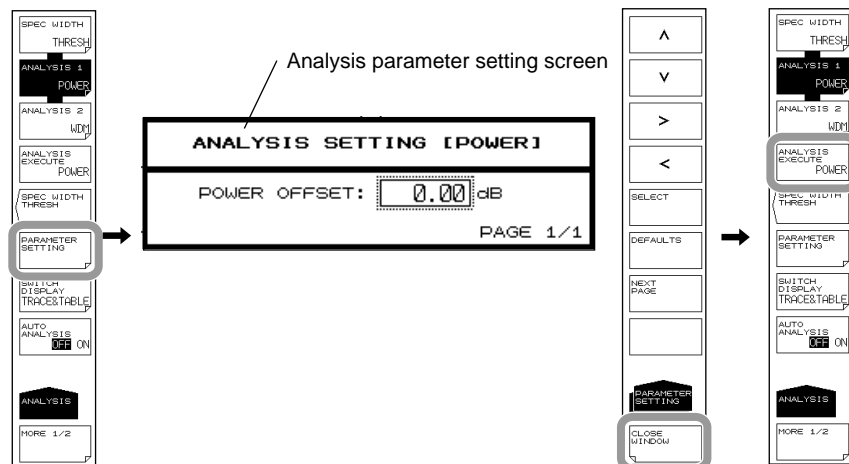 SPEC WIDTH
THRESH
ANALYSIS 1
POWER
ANALYSIS 2
WDM
ANALYSIS
EXECUTE
POWER
SPEC WIDTH
THRESH
PARAMETER
SETTING
SWITCH
DISPLAY
TRACE&TABLE
AUTO
ANALYSIS
OFF ON
ANALYSIS
MORE 1/2
Analysis parameter setting screen
ANALYSIS SETTING [POWER]
POWER OFFSET: 0.00 dB
PAGE 1/1
∧
∨
>
<
SELECT
DEFAULTS
NEXT
PAGE
PARAMETER
SETTING
CLOSE
WINDOW
SPEC WIDTH
THRESH
ANALYSIS 1
POWER
ANALYSIS 2
WDM
ANALYSIS
EXECUTE
POWER
SPEC WIDTH
THRESH
PARAMETER
SETTING
SWITCH
DISPLAY
TRACE&TABLE
AUTO
ANALYSIS
OFF ON
ANALYSIS
MORE 1/2